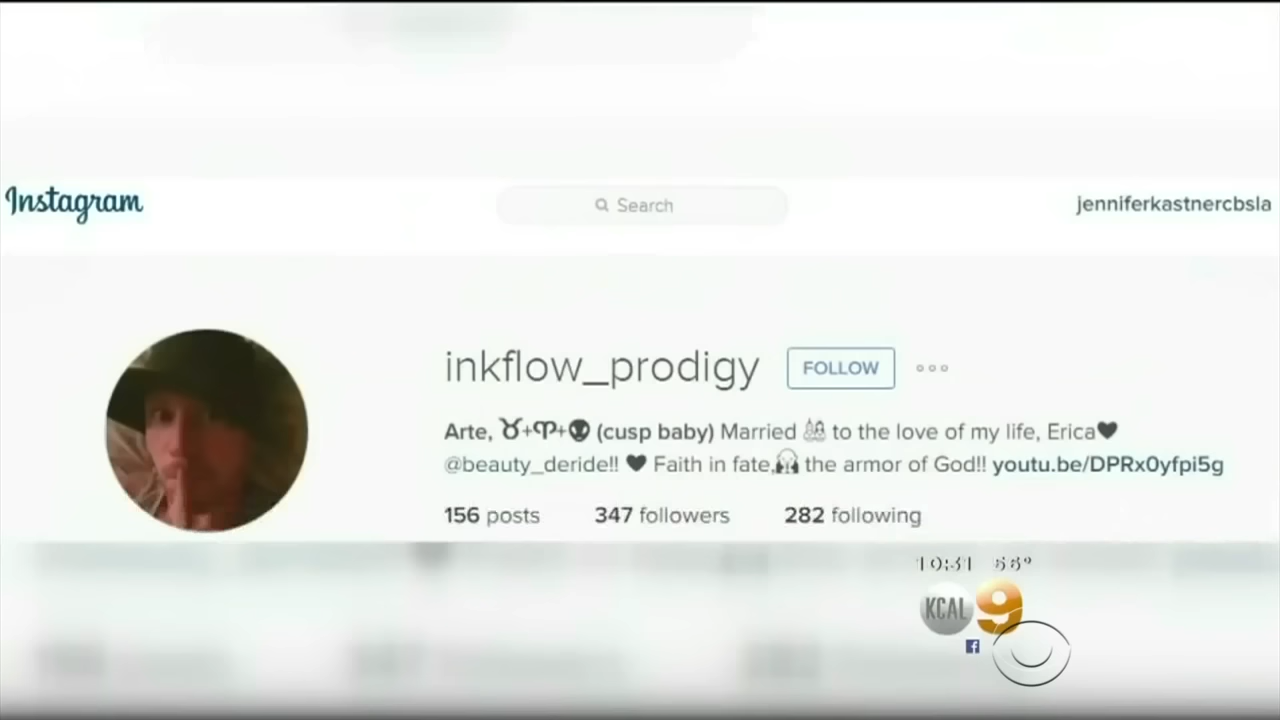 Instagram
Search
jenniferkastnercbsla
inkflow_prodigy
FOLLOW
Arte, ♉+♈+👽 (cusp baby) Married 💒 to the love of my life, Erica❤
@beauty_deride!! ❤ Faith in fate,🙏 the armor of God!! youtu.be/DPRx0yfpi5g
156 posts
347 followers
282 following
10:31
KCAL 9